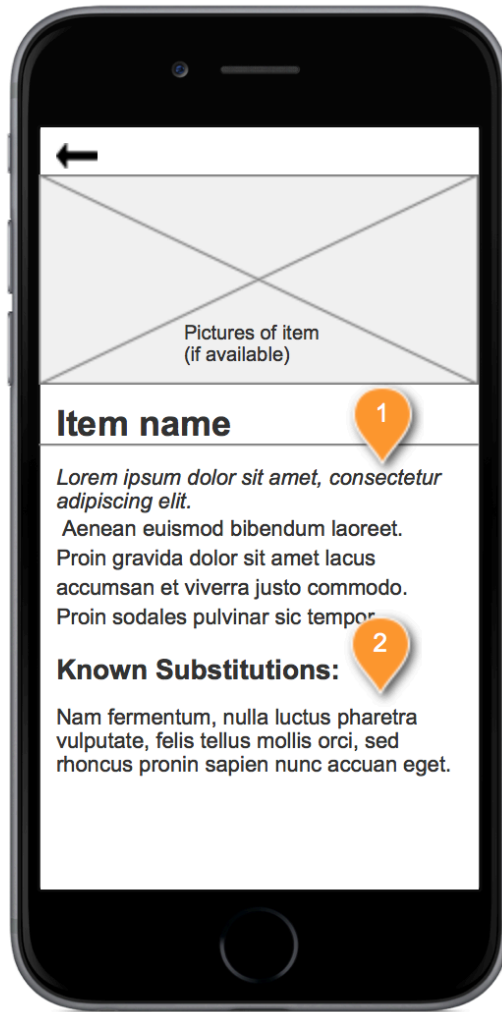 Pictures of item
(if available)
Item name
1
Lorem ipsum dolor sit amet, consectetur
adipiscing elit.
Aenean euismod bibendum laoreet.
Proin gravida dolor sit amet lacus
accumsan et viverra justo commodo.
Proin sodales pulvinar sic tempor
2
Known Substitutions:
Nam fermentum, nulla luctus pharetra
vulputate, felis tellus mollis orci, sed
rhoncus pronin sapien nunc accuan eget.